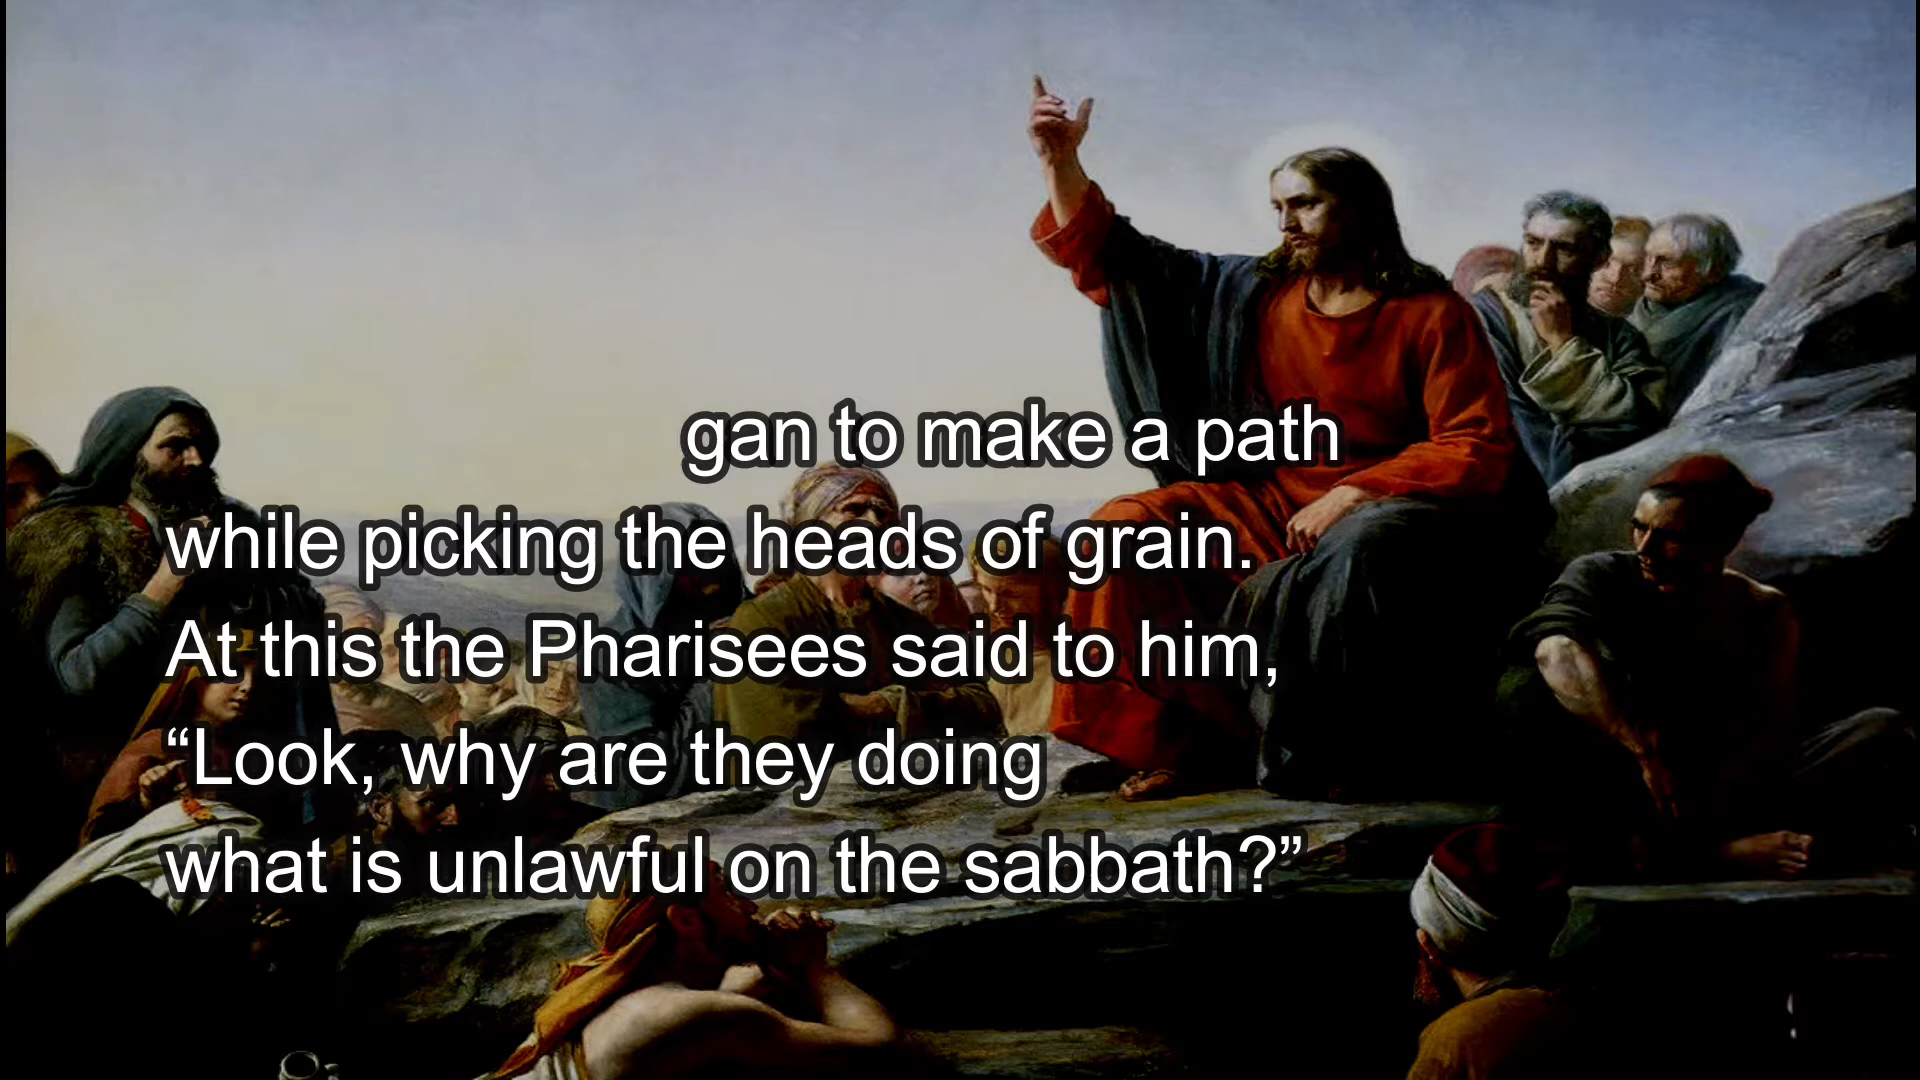 gan to make a path
while picking the heads of grain.
At this the Pharisees said to him,
“Look, why are they doing
what is unlawful on the sabbath?”